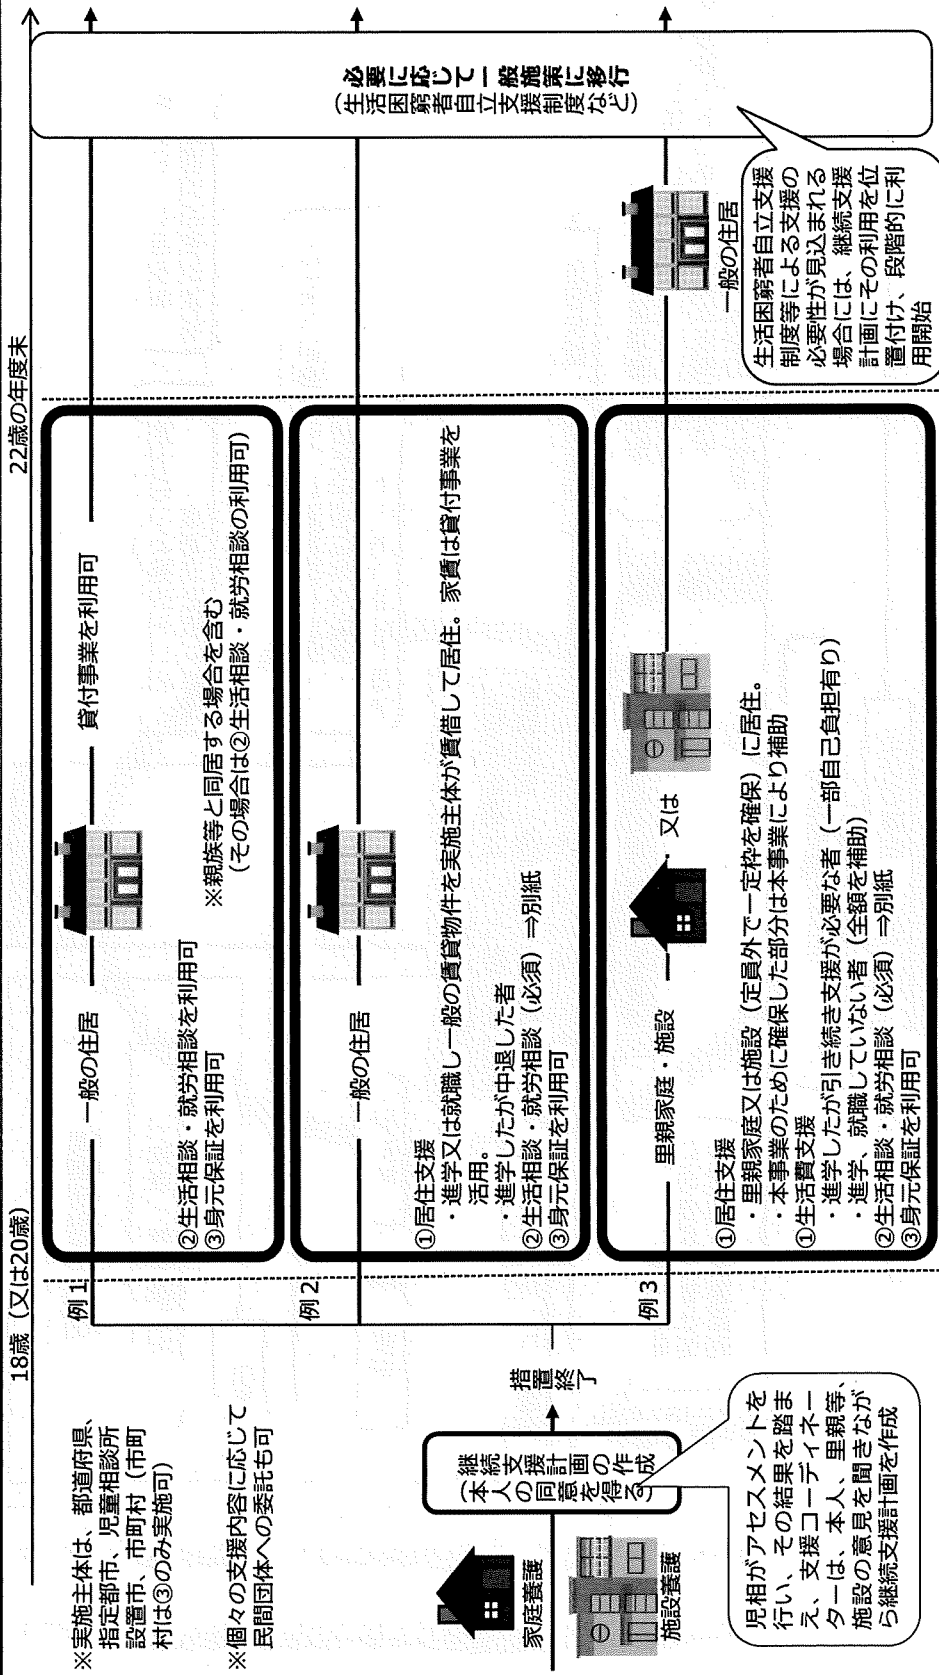 18歳（又は20歳）
22歳の年度末
※実施主体は、都道府県、
指定都市、児童相談所
設置市、市町村（市町
村は③のみ実施可）
※個々の支援内容に応じて
民間団体への委託も可
家庭養護
施設養護
継続支援計画の作成
（本人の同意を得る）
児相がアセスメントを
行い、その結果を踏ま
え、支援コーディネー
ターは、本人、里親等、
施設の意見を聞きなが
ら継続支援計画を作成
措置終了
例１
一般の住居
貸付事業を利用可
②生活相談・就労相談を利用可
③身元保証を利用可
※親族等と同居する場合を含む
（その場合は②生活相談・就労相談の利用可）
例２
一般の住居
①居住支援
・進学又は就職し一般の賃貸物件を実施主体が賃借して居住。家賃は貸付事業を
活用。
・進学したが中退した者
②生活相談・就労相談（必須）⇒別紙
③身元保証を利用可
例３
里親家庭・施設
又は
①居住支援
・里親家庭又は施設（定員外で一定枠を確保）に居住。
・本事業のために確保した部分は本事業により補助
①生活費支援
・進学したが引き続き支援が必要な者（一部自己負担有り）
・進学、就職していない者（全額を補助）
②生活相談・就労相談（必須）⇒別紙
③身元保証を利用可
一般の住居
必要に応じて一般施策に移行
（生活困窮者自立支援制度など）
生活困窮者自立支援
制度等による支援の
必要性が見込まれる
場合には、継続支援
計画にその利用を位
置付け、段階的に利
用開始